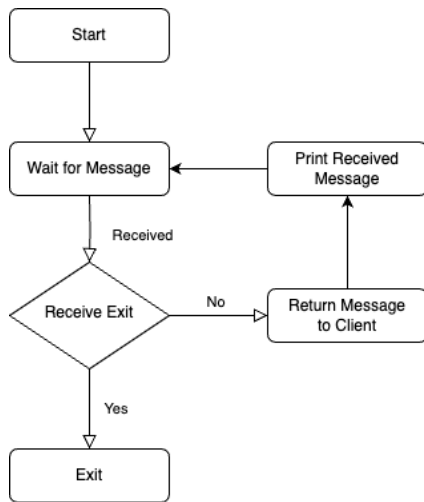 Start
Wait for Message
Print Received
Message
Received
Receive Exit
No
Return Message
to Client
Yes
Exit